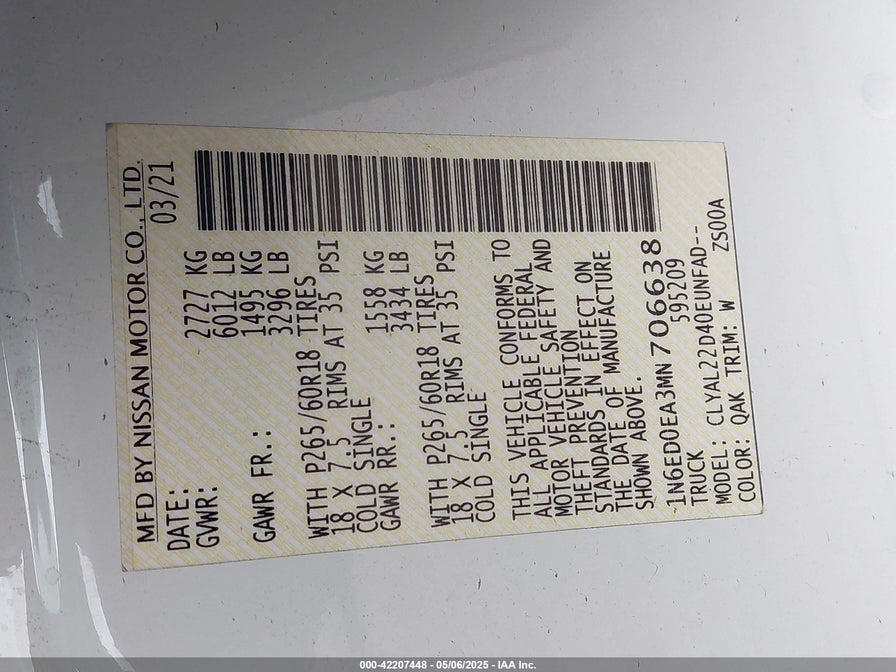 MFD BY NISSAN MOTOR CO., LTD.
DATE: 03/21
GVWR: 2727 KG
6012 LB
GAWR FR.: 1495 KG
3296 LB
WITH P265/60R18 TIRES
18 X 7.5 RIMS AT 35 PSI
COLD SINGLE
GAWR RR.: 1558 KG
3434 LB
WITH P265/60R18 TIRES
18 X 7.5 RIMS AT 35 PSI
COLD SINGLE
THIS VEHICLE CONFORMS TO
ALL APPLICABLE FEDERAL
MOTOR VEHICLE SAFETY AND
THEFT PREVENTION
STANDARDS IN EFFECT ON
THE DATE OF MANUFACTURE
SHOWN ABOVE.
1N6ED0EA3MN706638
TRUCK 595209
MODEL: CLYAL22D40EUNFAD--
COLOR: QAK TRIM: W ZS00A
000-42207448 - 05/06/2025 - IAA Inc.